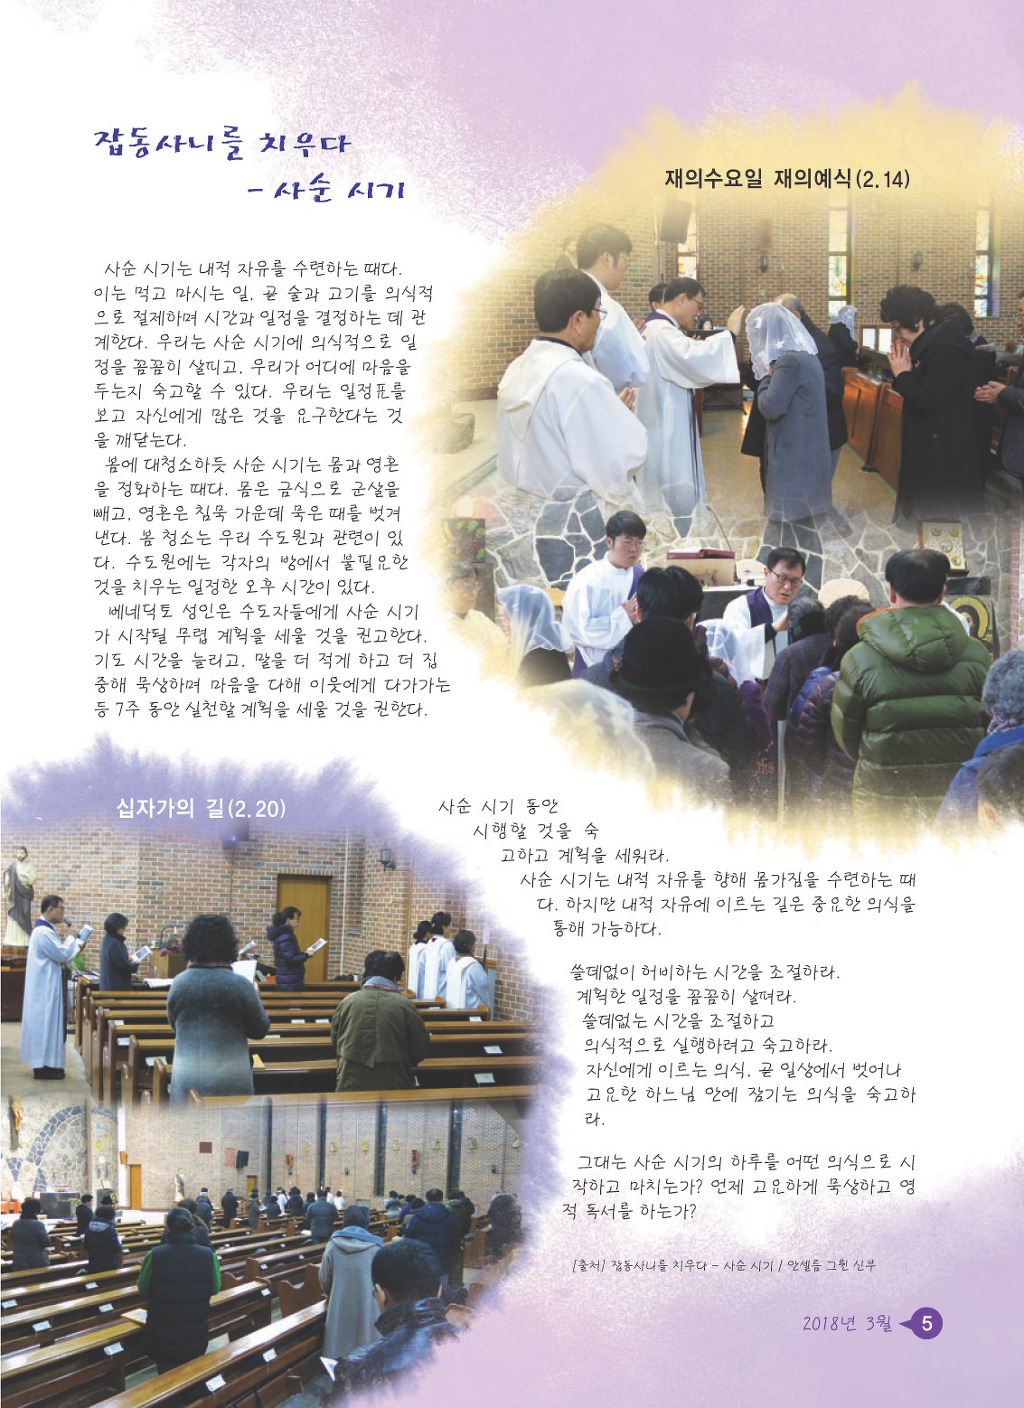 잡동사니를 치우다
- 사순 시기
재의수요일 재의예식(2.14)
사순 시기는 내적 자유를 수련하는 때다.
이는 먹고 마시는 일, 곧 술과 고기를 의식적
으로 절제하며 시간과 일정을 결정하는 데 관
계한다. 우리는 사순 시기에 의식적으로 일
정을 꼼꼼히 살피고, 우리가 어디에 마음을
두는지 숙고할 수 있다. 우리는 일정표를
보고 자신에게 많은 것을 요구한다는 것
을 깨닫는다.
봄에 대청소하듯 사순 시기는 몸과 영혼
을 정화하는 때다. 몸은 금식으로 군살을
빼고, 영혼은 침묵 가운데 묵은 때를 벗겨
낸다. 봄 청소는 우리 수도원과 관련이 있
다. 수도원에는 각자의 방에서 불필요한
것을 치우는 일정한 오후 시간이 있다.
베네딕토 성인은 수도자들에게 사순 시기
가 시작될 무렵 계획을 세울 것을 권고한다.
기도 시간을 늘리고, 말을 더 적게 하고 더 집
중해 묵상하며 마음을 다해 이웃에게 다가가는
등 7주 동안 실천할 계획을 세울 것을 권한다.
십자가의 길(2.20)
사순 시기 동안
시행할 것을 숙
고하고 계획을 세워라.
사순 시기는 내적 자유를 향해 몸가짐을 수련하는 때
다. 하지만 내적 자유에 이르는 길은 중요한 의식을
통해 가능하다.
쓸데없이 허비하는 시간을 조절하라.
계획한 일정을 꼼꼼히 살펴라.
쓸데없는 시간을 조절하고
의식적으로 실행하려고 숙고하라.
자신에게 이르는 의식, 곧 일상에서 벗어나
고요한 하느님 안에 잠기는 의식을 숙고하
라.
그대는 사순 시기의 하루를 어떤 의식으로 시
작하고 마치는가? 언제 고요하게 묵상하고 영
적 독서를 하는가?
[출처] 잡동사니를 치우다 - 사순 시기 / 안셀름 그륀 신부
2018년 3월 5